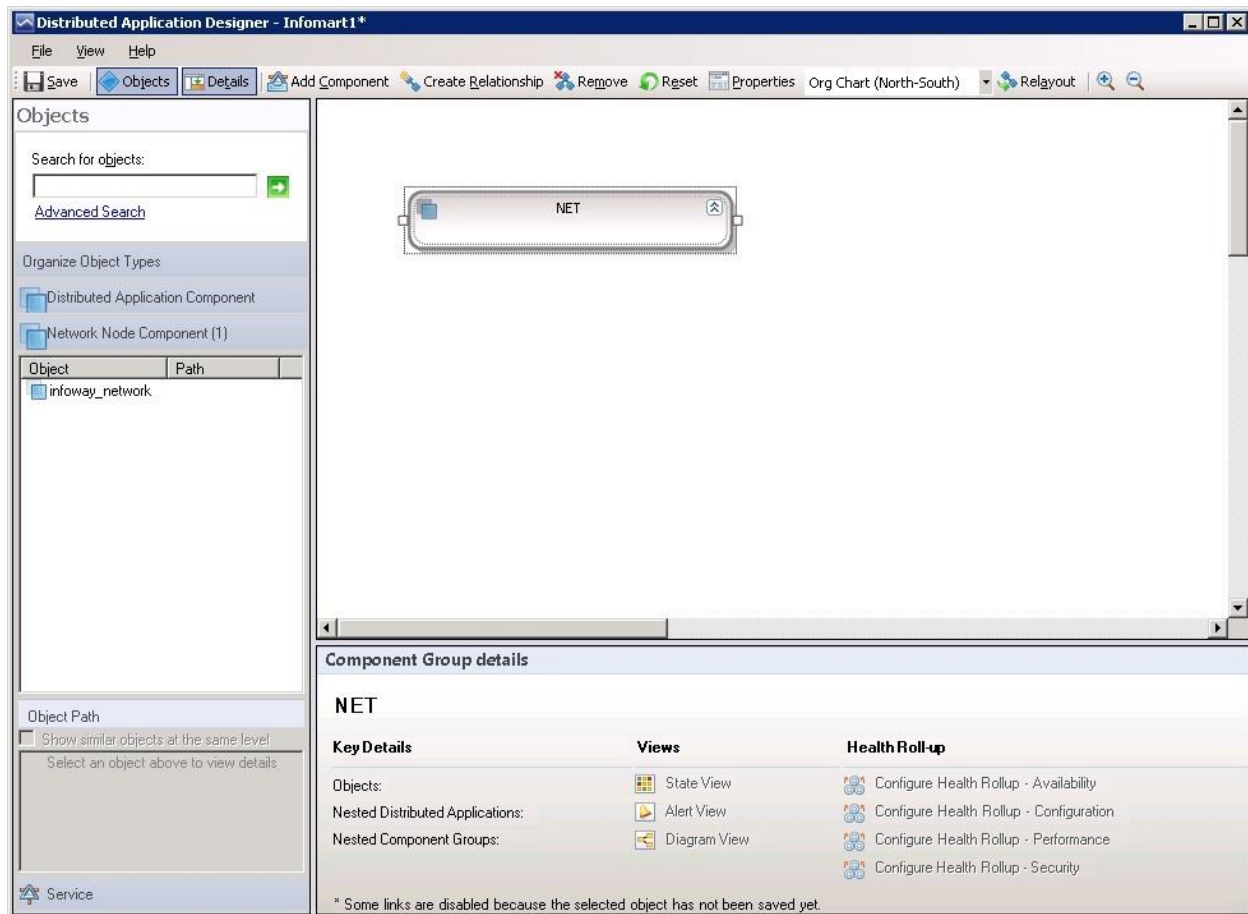 Distributed Application Designer - Infomart1*
File View Help
Save Objects Details Add Component Create Relationship Remove Reset Properties Org Chart (North-South) Relayout
Objects
Search for objects:
Advanced Search
Organize Object Types
Distributed Application Component
Network Node Component (1)
Object Path
infoway_network
Object Path
Show similar objects at the same level
Select an object above to view details
Service
NET
Component Group details
NET
Key Details Views Health Roll-up
Objects: State View Configure Health Rollup - Availability
Nested Distributed Applications: Alert View Configure Health Rollup - Configuration
Nested Component Groups: Diagram View Configure Health Rollup - Performance
Configure Health Rollup - Security
* Some links are disabled because the selected object has not been saved yet.